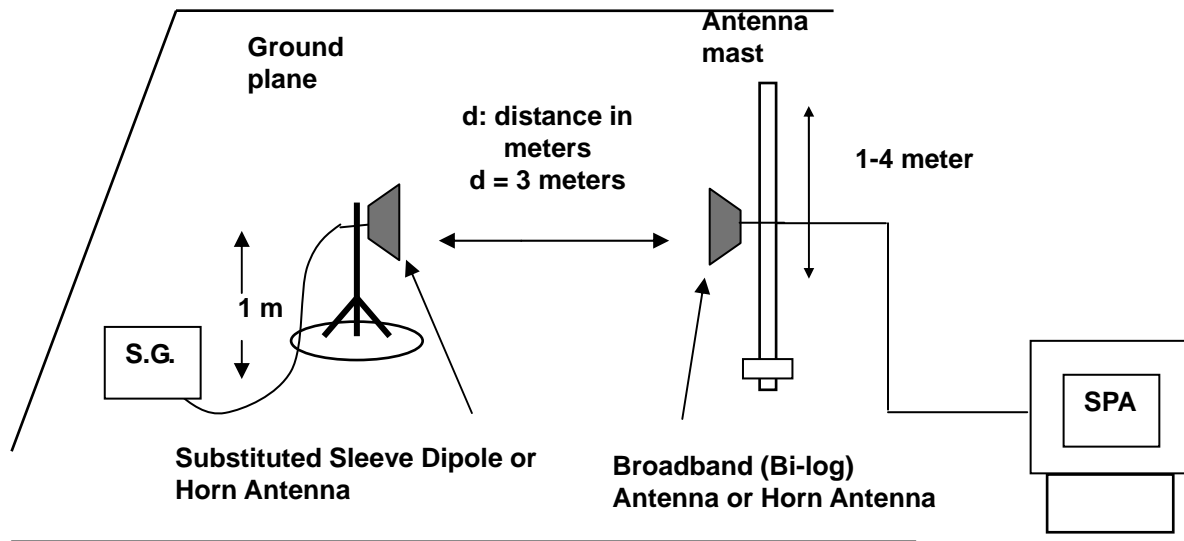 Ground
plane
Antenna
mast
d: distance in
meters
d = 3 meters
1-4 meter
1 m
S.G.
SPA
Substituted Sleeve Dipole or
Horn Antenna
Broadband (Bi-log)
Antenna or Horn Antenna